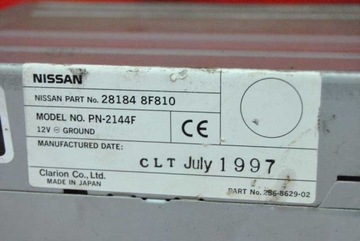 NISSAN
NISSAN PART No. 28184 8F810
MODEL NO. PN-2144F
12V ⊖ GROUND
CE
MANUFACTURED DATE:
CLT July 1997
Clarion Co., Ltd.
MADE IN JAPAN
PART No. 286-8629-02